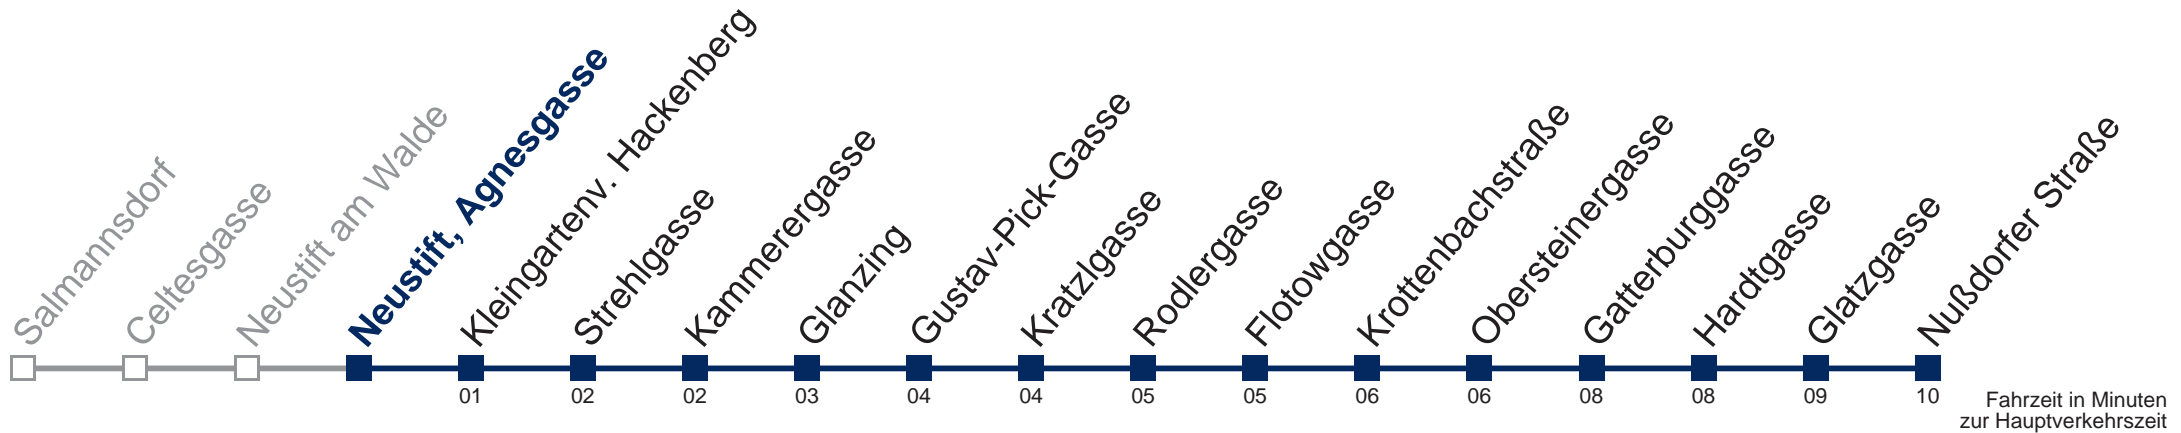 Salmannsdorf
Celtesgasse
Neustift am Walde
Neustift, Agnesgasse
Kleingartenv. Hackenberg
Strehlgasse
Kammerergasse
Glanzing
Gustav-Pick-Gasse
Kratzlgasse
Rodlergasse
Flotowgasse
Krottenbachstraße
Obersteinergasse
Gatterburggasse
Hardtgasse
Glatzgasse
Nußdorfer Straße
01 02 02 03 04 04 05 05 06 06 08 08 09 10
Fahrzeit in Minuten
zur Hauptverkehrszeit